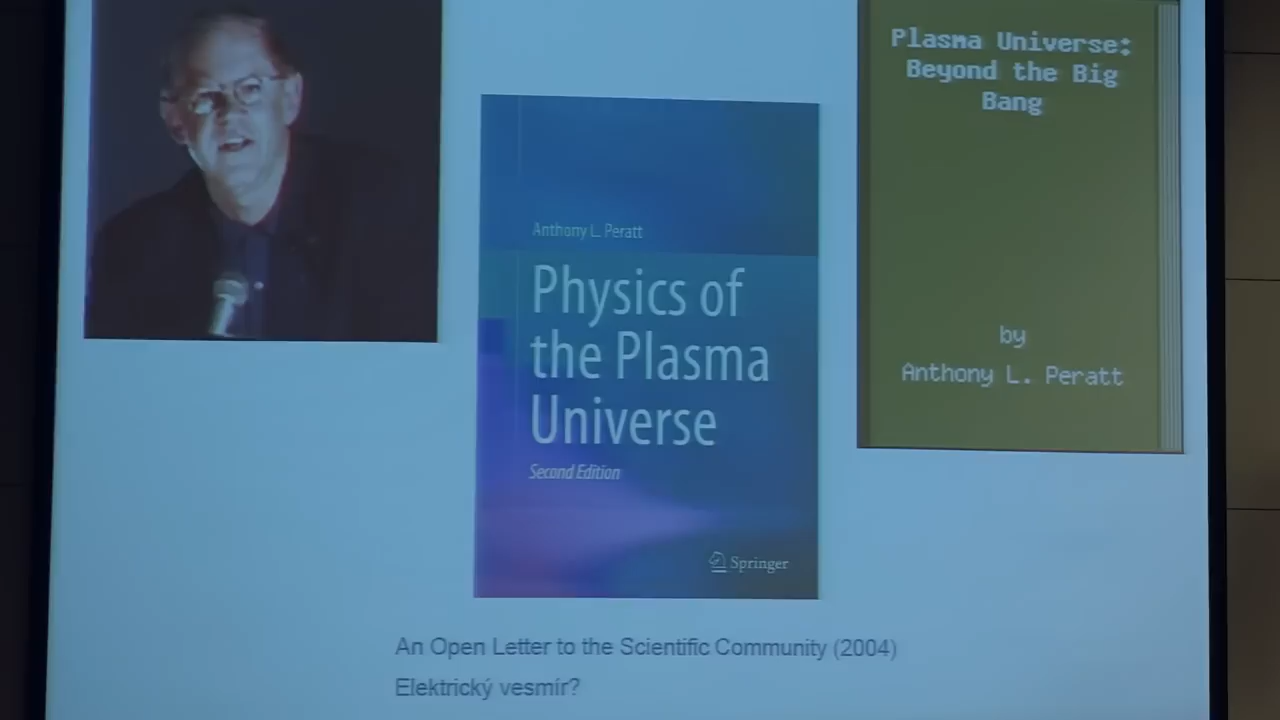 Anthony L. Peratt
Physics of
the Plasma
Universe
Second Edition
Springer
Plasma Universe:
Beyond the Big
Bang
by
Anthony L. Peratt
An Open Letter to the Scientific Community (2004)
Elektrický vesmír?